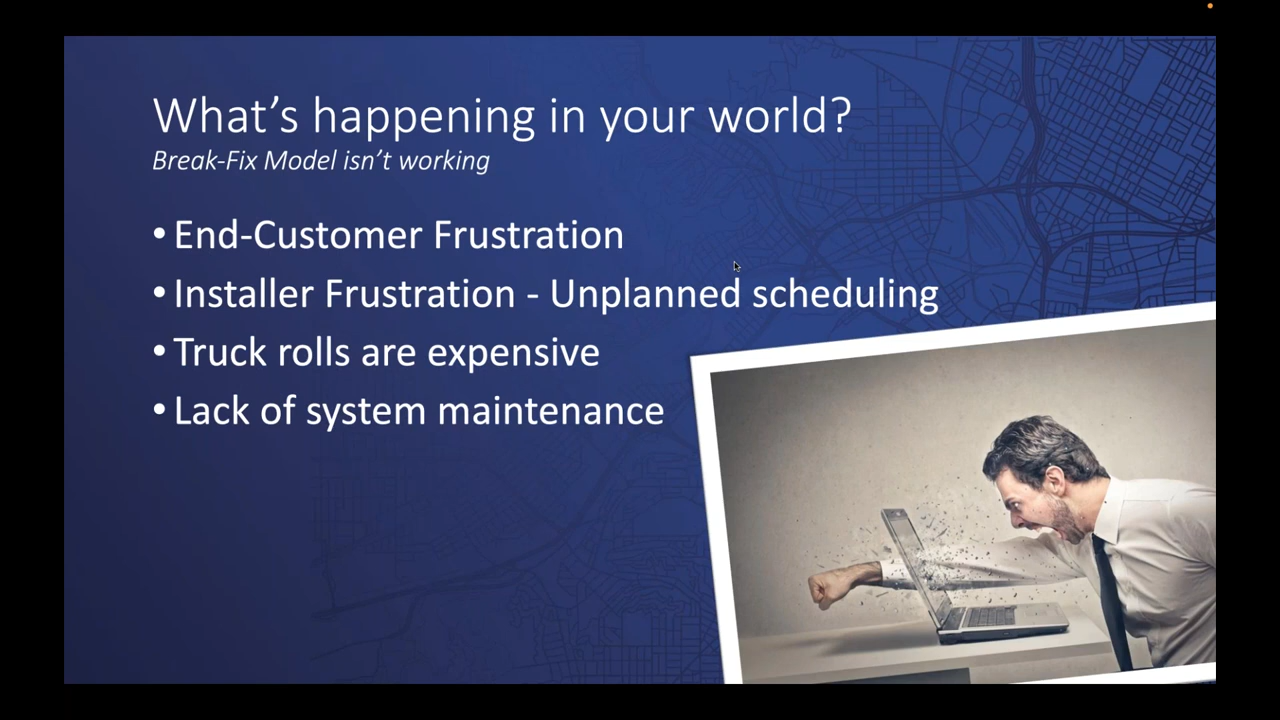 What’s happening in your world?
Break-Fix Model isn’t working
• End-Customer Frustration
• Installer Frustration - Unplanned scheduling
• Truck rolls are expensive
• Lack of system maintenance